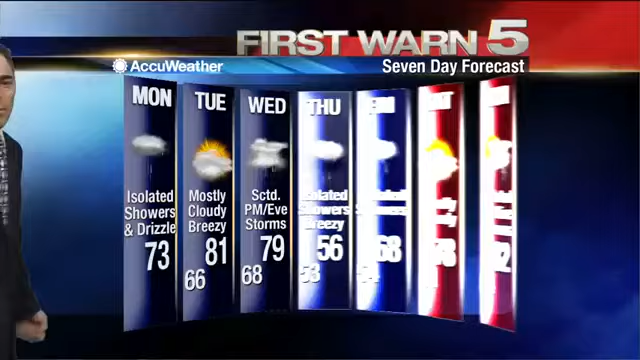 FIRST WARN 5
AccuWeather
Seven Day Forecast
MON
Isolated
Showers
& Drizzle
73
TUE
Mostly
Cloudy
Breezy
81
66
WED
Sctd.
PM/Eve
Storms
79
68
THU
Isolated
Showers
Breezy
56
53
68